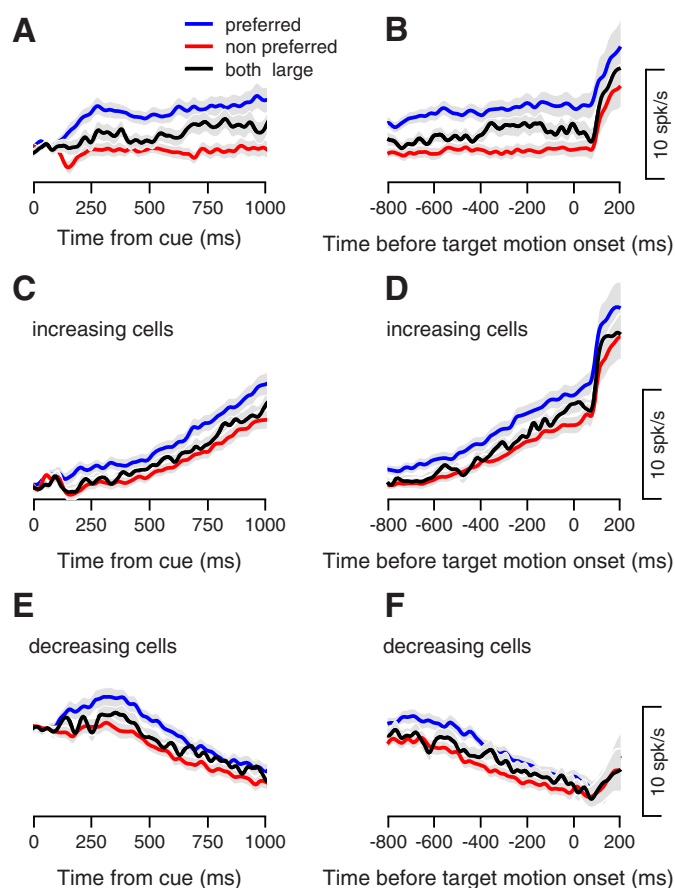 A
preferred
non preferred
both large
B
10 spk/s
0 250 500 750 1000
Time from cue (ms)
-800 -600 -400 -200 0 200
Time before target motion onset (ms)
C
increasing cells
D
increasing cells
10 spk/s
0 250 500 750 1000
Time from cue (ms)
-800 -600 -400 -200 0 200
Time before target motion onset (ms)
E
decreasing cells
F
decreasing cells
10 spk/s
0 250 500 750 1000
Time from cue (ms)
-800 -600 -400 -200 0 200
Time before target motion onset (ms)